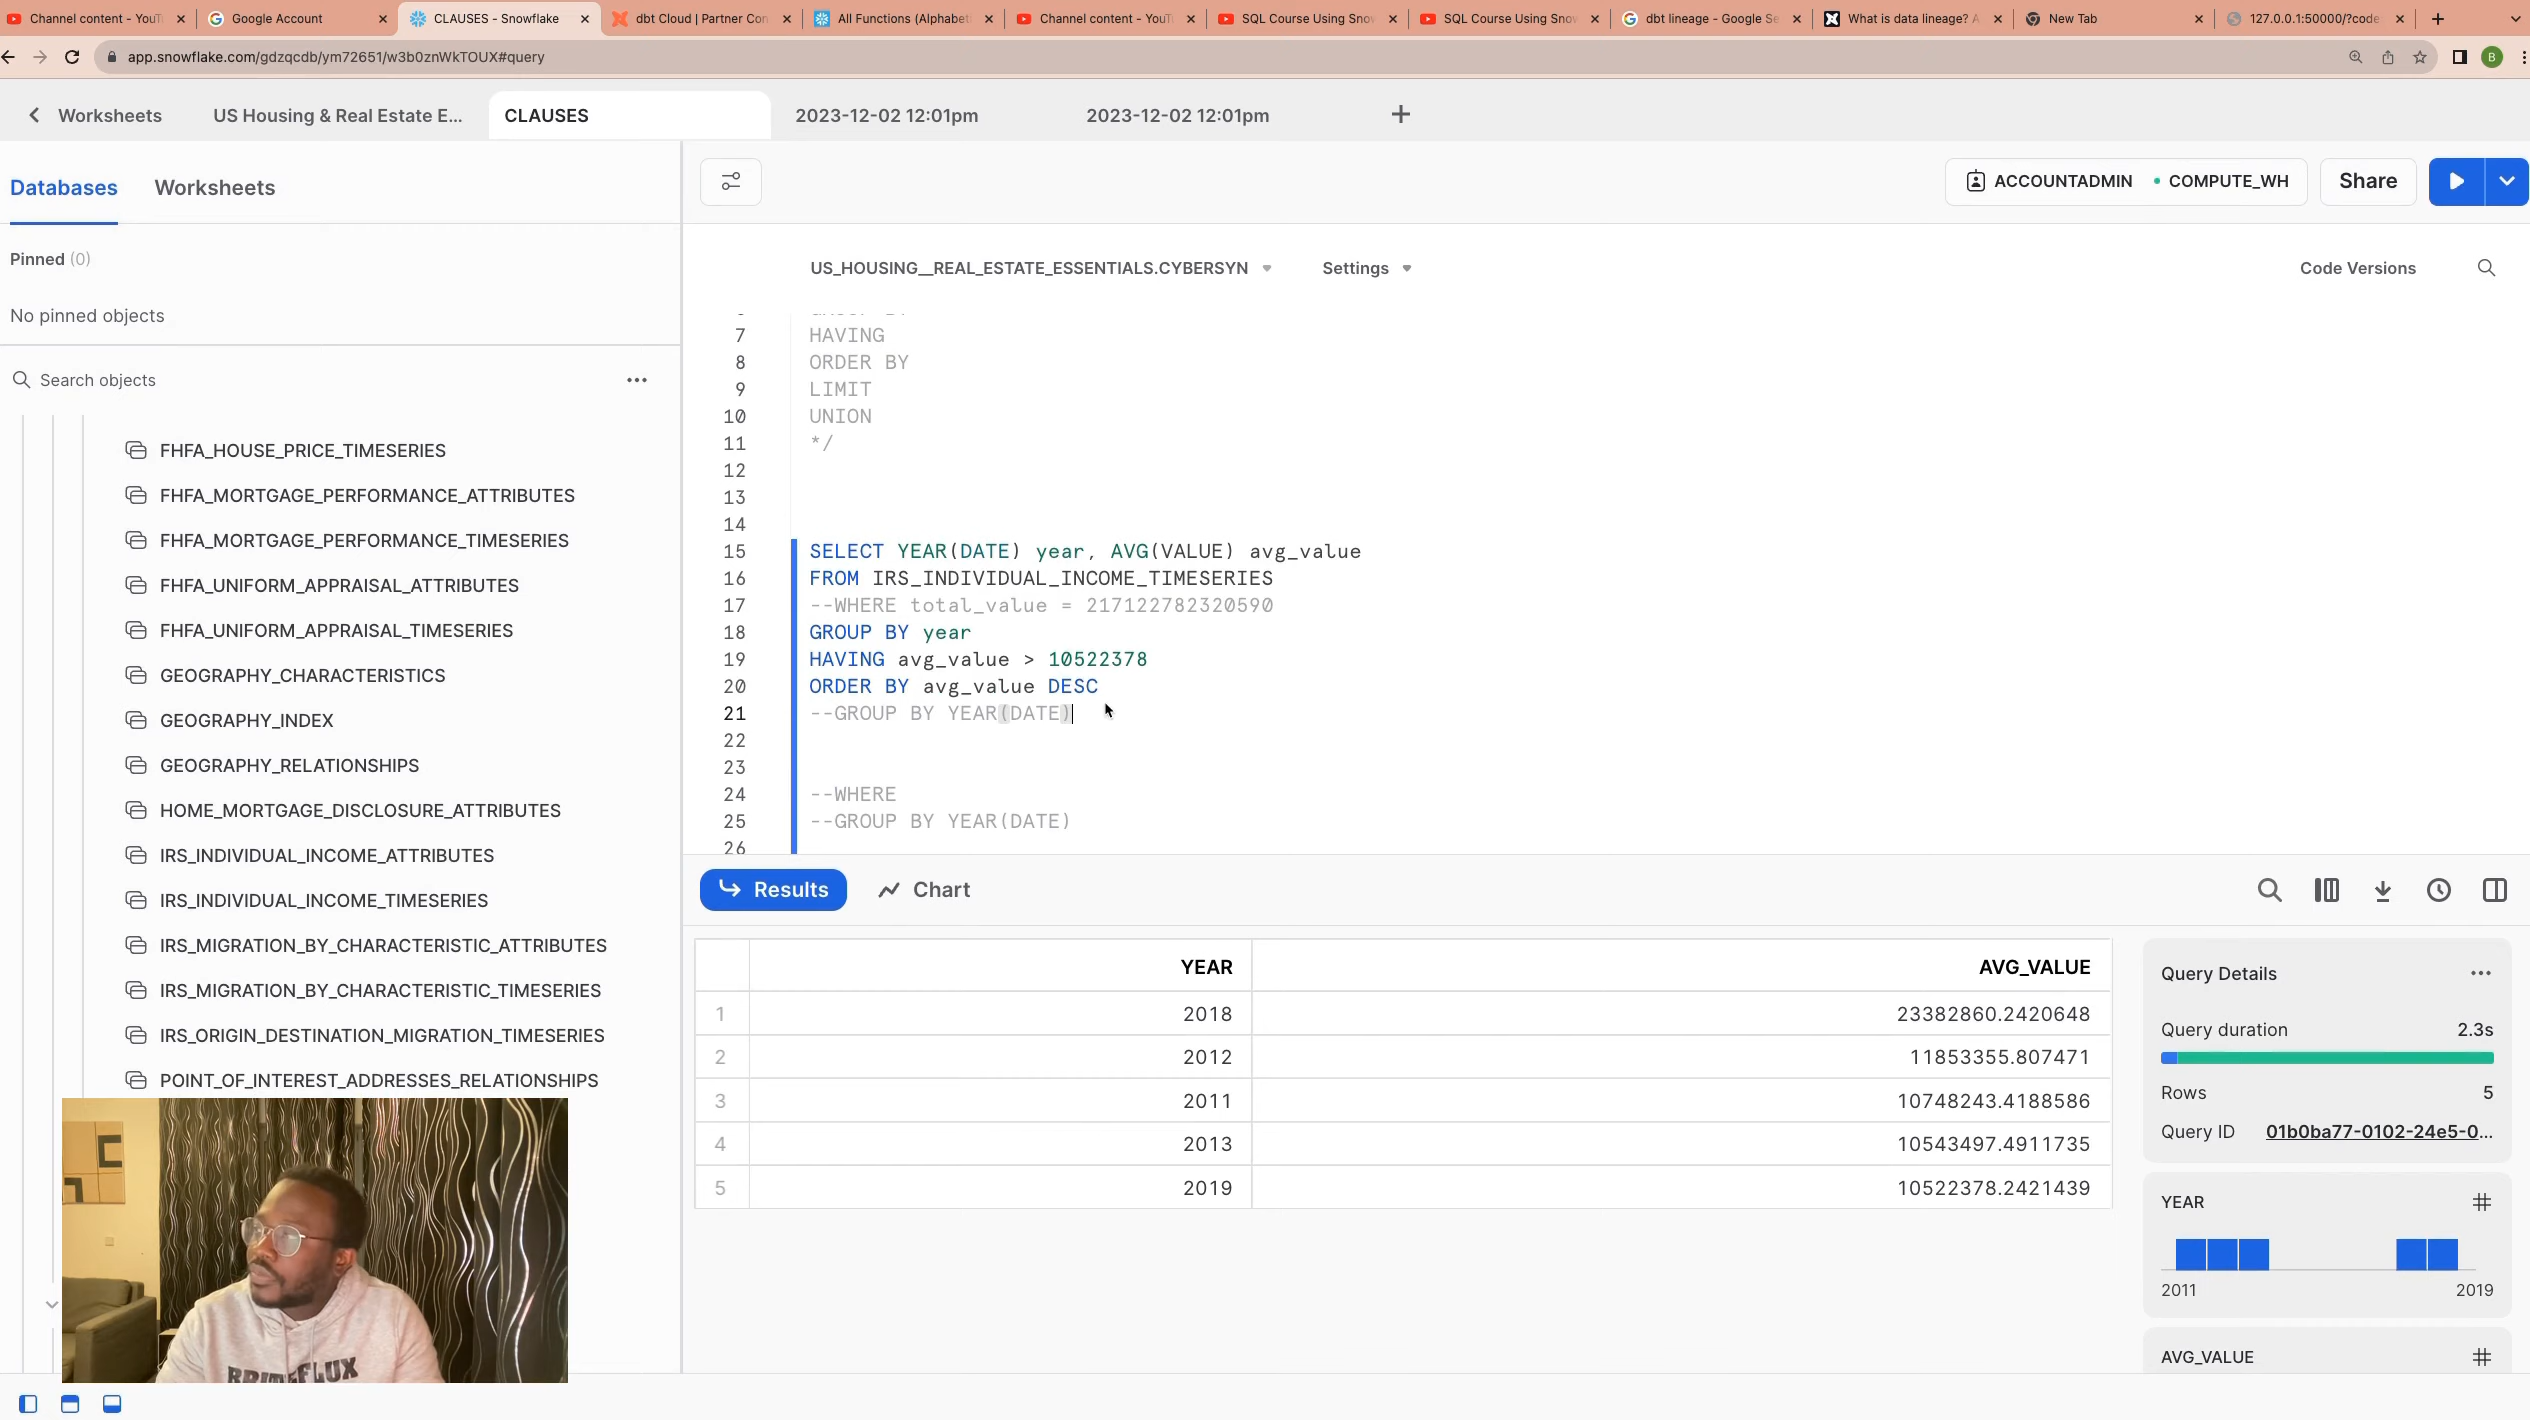 Channel content - YouT
Google Account
CLAUSES - Snowflake
dbt Cloud | Partner Con
All Functions (Alphabet
Channel content - YouT
SQL Course Using Snov
SQL Course Using Snov
dbt lineage - Google Se
What is data lineage? A
New Tab
127.0.0.1:50000/?code
app.snowflake.com/gdzqcdb/ym72651/w3b0znWkTOUX#query
B
Worksheets
US Housing & Real Estate E...
CLAUSES
2023-12-02 12:01pm
2023-12-02 12:01pm
Databases
Worksheets
ACCOUNTADMIN
COMPUTE_WH
Share
Pinned (0)
No pinned objects
Search objects
FHFA_HOUSE_PRICE_TIMESERIES
FHFA_MORTGAGE_PERFORMANCE_ATTRIBUTES
FHFA_MORTGAGE_PERFORMANCE_TIMESERIES
FHFA_UNIFORM_APPRAISAL_ATTRIBUTES
FHFA_UNIFORM_APPRAISAL_TIMESERIES
GEOGRAPHY_CHARACTERISTICS
GEOGRAPHY_INDEX
GEOGRAPHY_RELATIONSHIPS
HOME_MORTGAGE_DISCLOSURE_ATTRIBUTES
IRS_INDIVIDUAL_INCOME_ATTRIBUTES
IRS_INDIVIDUAL_INCOME_TIMESERIES
IRS_MIGRATION_BY_CHARACTERISTIC_ATTRIBUTES
IRS_MIGRATION_BY_CHARACTERISTIC_TIMESERIES
IRS_ORIGIN_DESTINATION_MIGRATION_TIMESERIES
POINT_OF_INTEREST_ADDRESSES_RELATIONSHIPS
US_HOUSING__REAL_ESTATE_ESSENTIALS.CYBERSYN
Settings
Code Versions
7 HAVING
8 ORDER BY
9 LIMIT
10 UNION
11 */
12
13
14
15 SELECT YEAR(DATE) year, AVG(VALUE) avg_value
16 FROM IRS_INDIVIDUAL_INCOME_TIMESERIES
17 --WHERE total_value = 217122782320590
18 GROUP BY year
19 HAVING avg_value > 10522378
20 ORDER BY avg_value DESC
21 --GROUP BY YEAR(DATE)
22
23
24 --WHERE
25 --GROUP BY YEAR(DATE)
26
Results
Chart
YEAR AVG_VALUE
1 2018 23382860.2420648
2 2012 11853355.807471
3 2011 10748243.4188586
4 2013 10543497.4911735
5 2019 10522378.2421439
Query Details
Query duration 2.3s
Rows 5
Query ID 01b0ba77-0102-24e5-0...
YEAR
2011 2019
AVG_VALUE